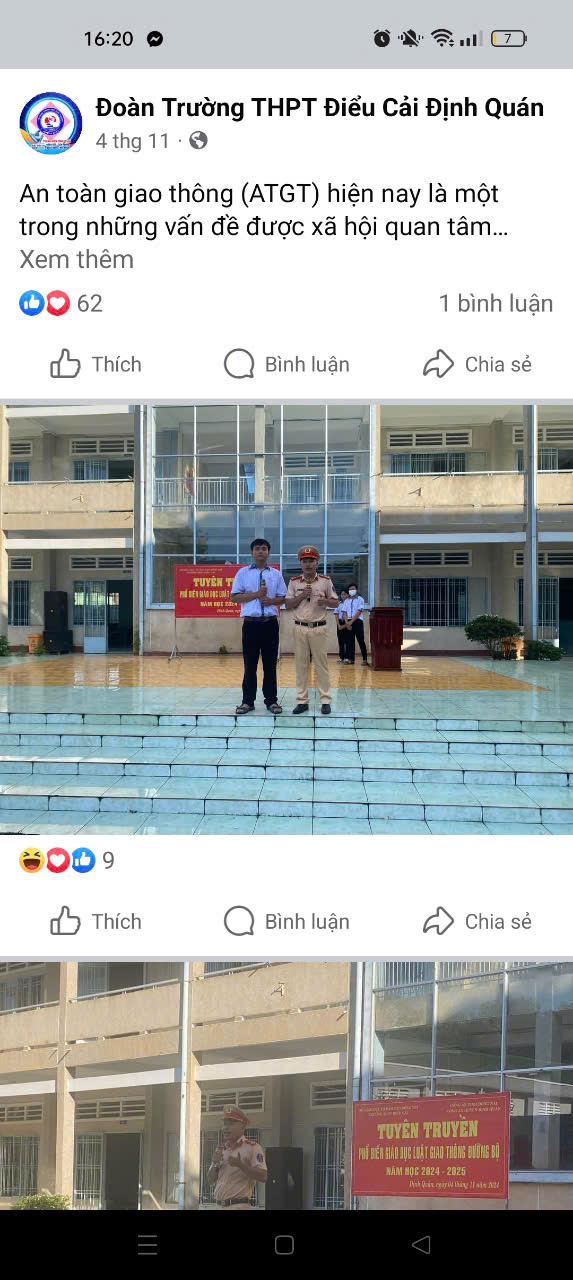 16:20
7
Đoàn Trường THPT Điểu Cải Định Quán
4 thg 11 ·
An toàn giao thông (ATGT) hiện nay là một
trong những vấn đề được xã hội quan tâm...
Xem thêm
62
1 bình luận
Thích
Bình luận
Chia sẻ
TUYÊN
PHỔ BIẾN GIÁO DỤC LUẬT
NĂM HỌC
9
Thích
Bình luận
Chia sẻ
TUYÊN TRUYỀN
PHỔ BIẾN GIÁO DỤC LUẬT GIAO THÔNG ĐƯỜNG BỘ
NĂM HỌC 2024 - 2025
Định Quán, ngày 04 tháng 11 năm 2024